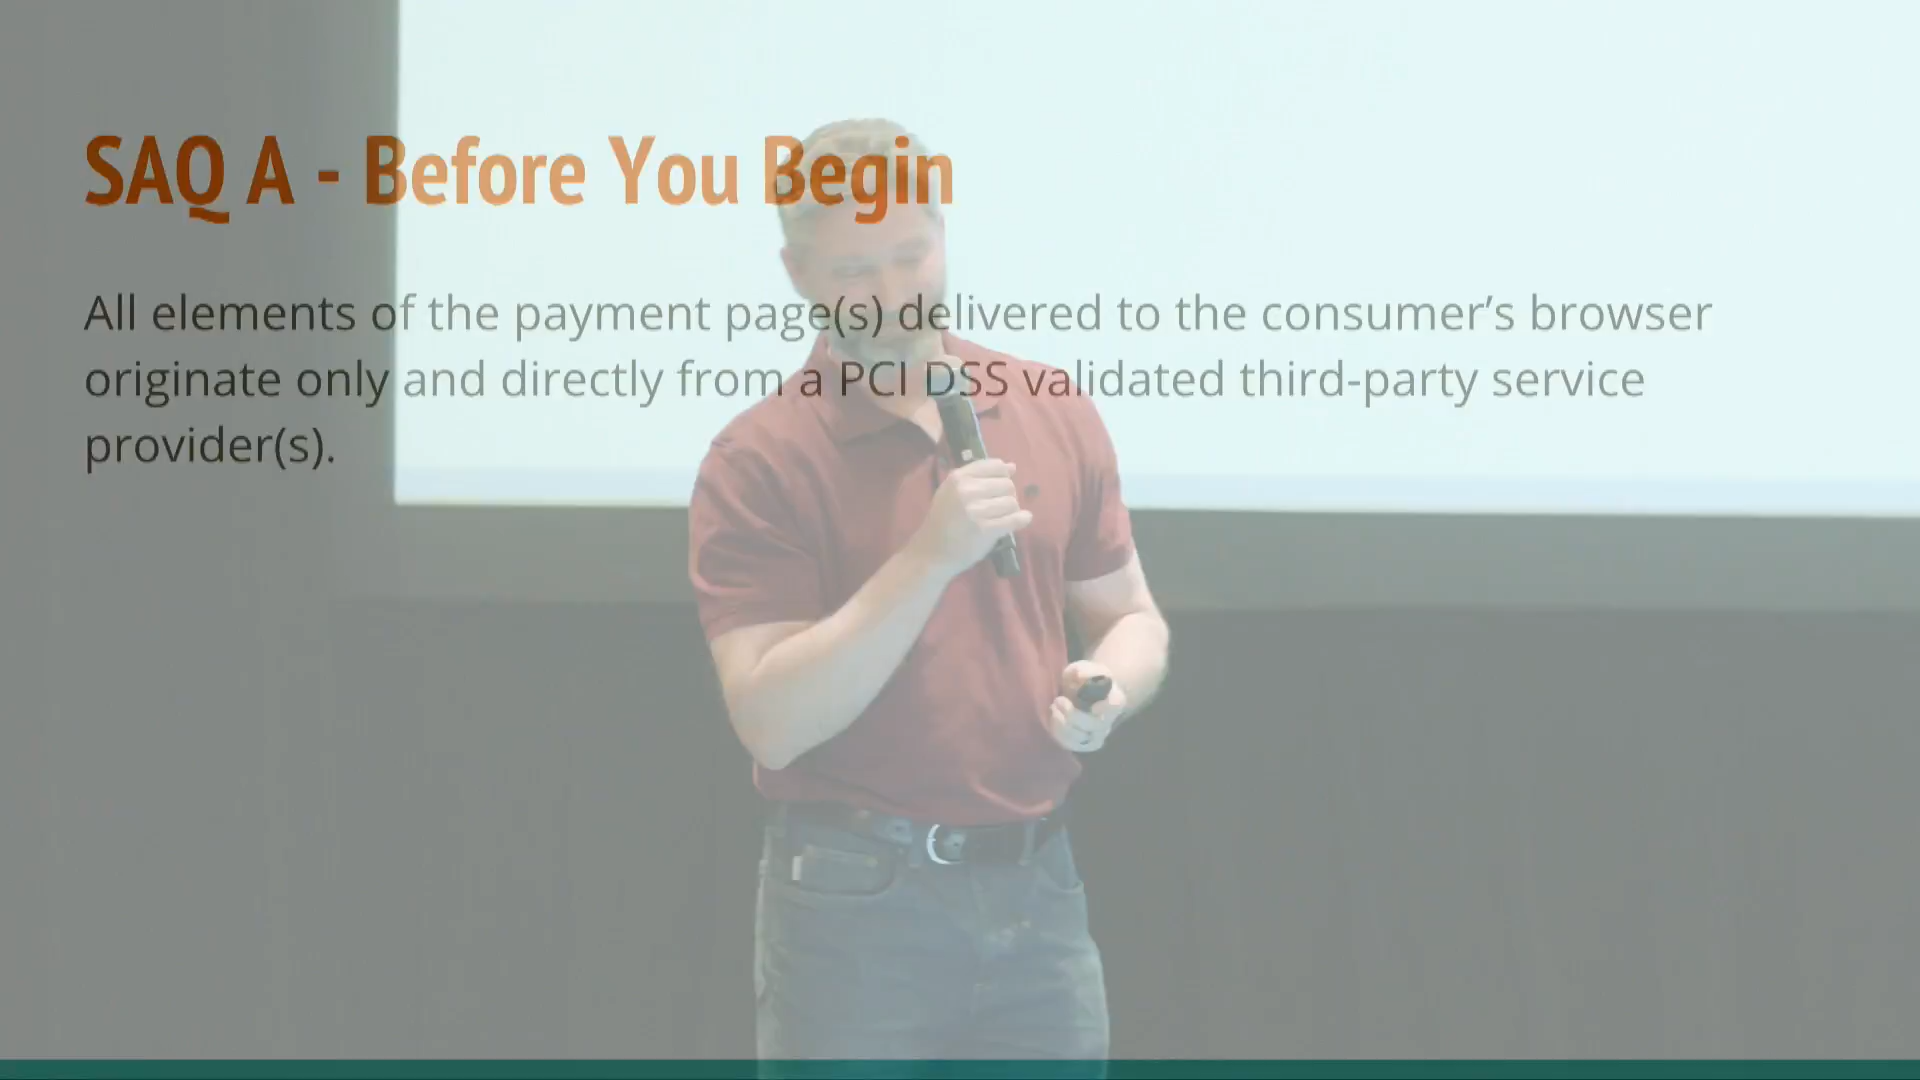 SAQ A - Before You Begin
All elements of the payment page(s) delivered to the consumer’s browser
originate only and directly from a PCI DSS validated third-party service
provider(s).